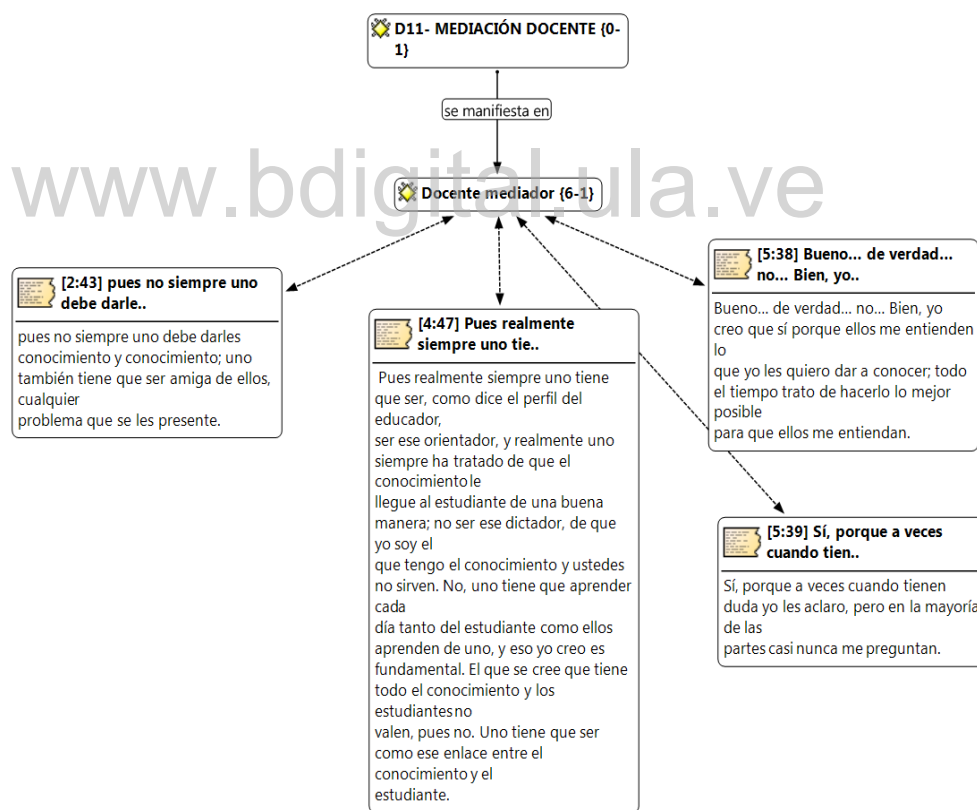 D11- MEDIACIÓN DOCENTE {0-
1}
se manifiesta en
www.bdigital.ula.ve
Docente mediador {6-1}
[2:43] pues no siempre uno
debe darle..
pues no siempre uno debe darles
conocimiento y conocimiento; uno
también tiene que ser amiga de ellos,
cualquier
problema que se les presente.
[4:47] Pues realmente
siempre uno tie..
Pues realmente siempre uno tiene
que ser, como dice el perfil del
educador,
ser ese orientador, y realmente uno
siempre ha tratado de que el
conocimiento le
llegue al estudiante de una buena
manera; no ser ese dictador, de que
yo soy el
que tengo el conocimiento y ustedes
no sirven. No, uno tiene que aprender
cada
día tanto del estudiante como ellos
aprenden de uno, y eso yo creo es
fundamental. El que se cree que tiene
todo el conocimiento y los
estudiantes no
valen, pues no. Uno tiene que ser
como ese enlace entre el
conocimiento y el
estudiante.
[5:38] Bueno... de verdad...
no... Bien, yo..
Bueno... de verdad... no... Bien, yo
creo que sí porque ellos me entienden
lo
que yo les quiero dar a conocer; todo
el tiempo trato de hacerlo lo mejor
posible
para que ellos me entiendan.
[5:39] Sí, porque a veces
cuando tien..
Sí, porque a veces cuando tienen
duda yo les aclaro, pero en la mayoría
de las
partes casi nunca me preguntan.